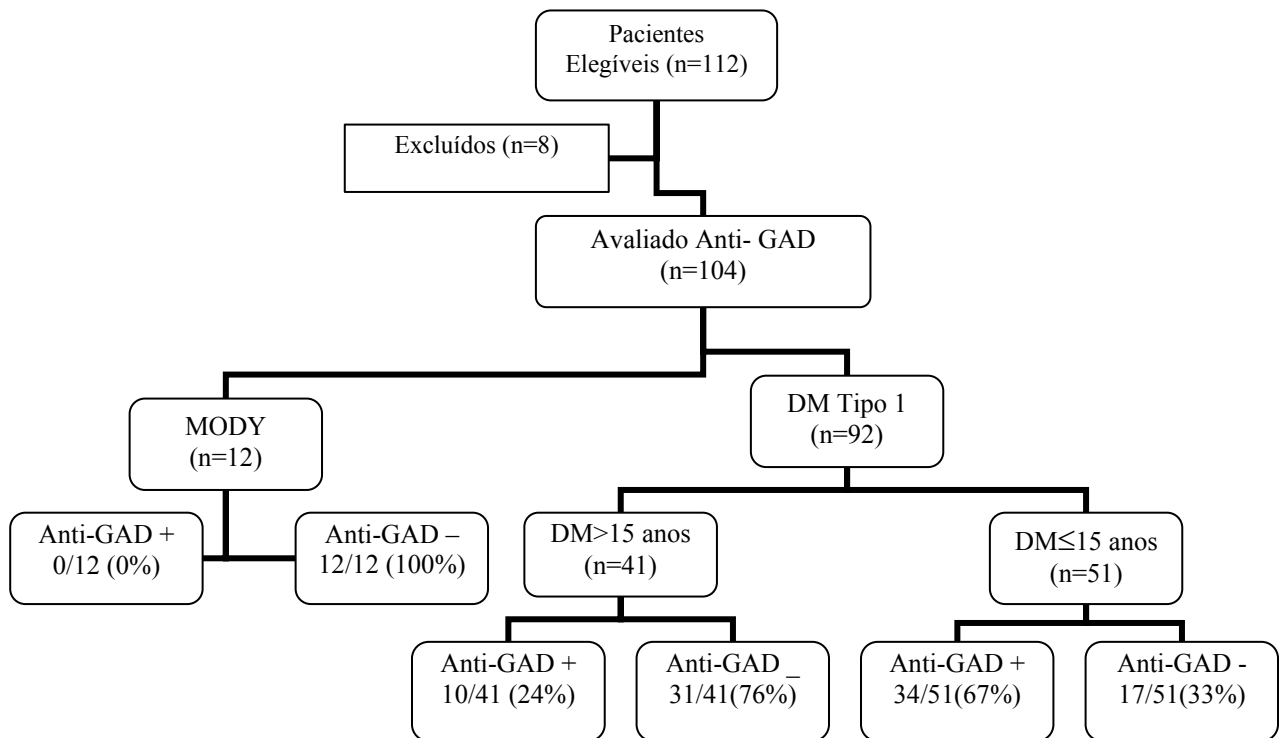 Pacientes
Elegíveis (n=112)
Excluídos (n=8)
Avaliado Anti- GAD
(n=104)
MODY
(n=12)
DM Tipo 1
(n=92)
Anti-GAD +
0/12 (0%)
Anti-GAD –
12/12 (100%)
DM>15 anos
(n=41)
DM≤15 anos
(n=51)
Anti-GAD +
10/41 (24%)
Anti-GAD _
31/41(76%)
Anti-GAD +
34/51(67%)
Anti-GAD -
17/51(33%)